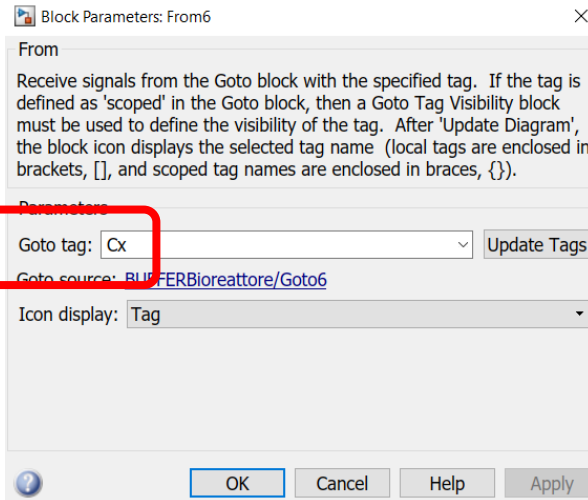 Block Parameters: From6
From
Receive signals from the Goto block with the specified tag. If the tag is
defined as 'scoped' in the Goto block, then a Goto Tag Visibility block
must be used to define the visibility of the tag. After 'Update Diagram',
the block icon displays the selected tag name (local tags are enclosed in
brackets, [], and scoped tag names are enclosed in braces, {}).
Parameters
Goto tag: Cx Update Tags
Goto source: BUFFERBioreattore/Goto6
Icon display: Tag
OK Cancel Help Apply